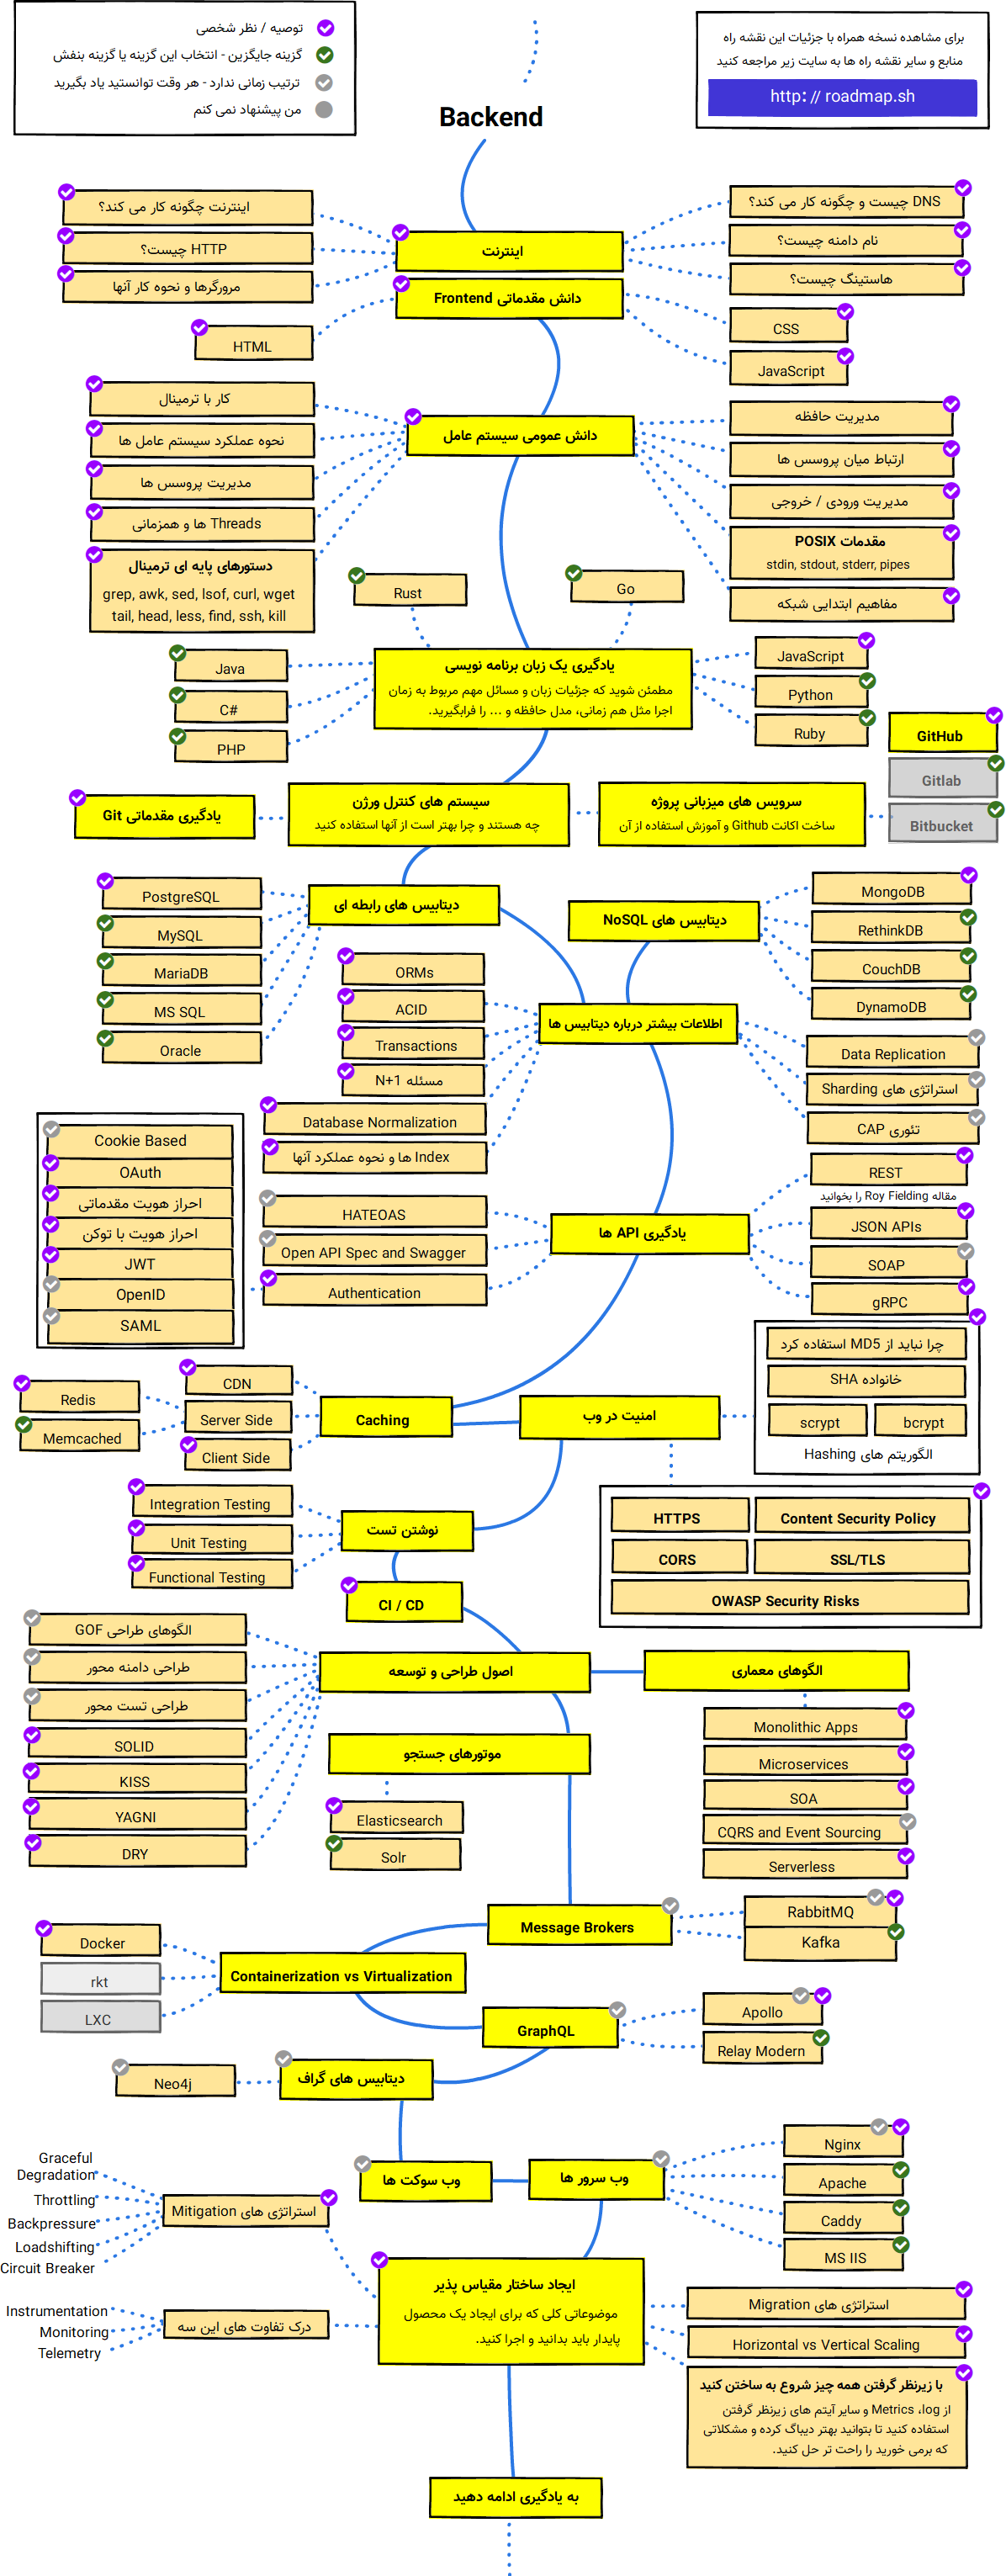 توصیه / نظر شخصی
گزینه جایگزین - انتخاب این گزینه یا گزینه بنفش
ترتیب زمانی ندارد - هر وقت توانستید یاد بگیرید
من پیشنهاد نمی کنم
برای مشاهده نسخه همراه با جزئیات این نقشه راه
منابع و سایر نقشه راه ها به سایت زیر مراجعه کنید
http: // roadmap.sh
Backend
اینترنت چگونه کار می کند؟
HTTP چیست؟
مرورگرها و نحوه کار آنها
اینترنت
DNS چیست و چگونه کار می کند؟
نام دامنه چیست؟
هاستینگ چیست؟
دانش مقدماتی Frontend
HTML
CSS
JavaScript
کار با ترمینال
نحوه عملکرد سیستم عامل ها
مدیریت پروسس ها
Threads ها و همزمانی
دستورهای پایه ای ترمینال
grep, awk, sed, lsof, curl, wget
tail, head, less, find, ssh, kill
دانش عمومی سیستم عامل
مدیریت حافظه
ارتباط میان پروسس ها
مدیریت ورودی / خروجی
مقدمات POSIX
stdin, stdout, stderr, pipes
مفاهیم ابتدایی شبکه
Rust
Go
Java
C#
PHP
یادگیری یک زبان برنامه نویسی
مطمئن شوید که جزئیات زبان و مسائل مهم مربوط به زمان
اجرا مثل هم زمانی، مدل حافظه و ... را فرابگیرید.
JavaScript
Python
Ruby
GitHub
Gitlab
Bitbucket
یادگیری مقدماتی Git
سیستم های کنترل ورژن
چه هستند و چرا بهتر است از آنها استفاده کنید
سرویس های میزبانی پروژه
ساخت اکانت Github و آموزش استفاده از آن
PostgreSQL
MySQL
MariaDB
MS SQL
Oracle
دیتابیس های رابطه ای
دیتابیس های NoSQL
MongoDB
RethinkDB
CouchDB
DynamoDB
ORMs
ACID
Transactions
مسئله N+1
Database Normalization
Index ها و نحوه عملکرد آنها
اطلاعات بیشتر درباره دیتابیس ها
Data Replication
استراتژی های Sharding
تئوری CAP
Cookie Based
OAuth
احراز هویت مقدماتی
احراز هویت با توکن
JWT
OpenID
SAML
HATEOAS
Open API Spec and Swagger
Authentication
یادگیری API ها
REST
مقاله Roy Fielding را بخوانید
JSON APIs
SOAP
gRPC
چرا نباید از MD5 استفاده کرد
خانواده SHA
scrypt
bcrypt
الگوریتم های Hashing
Redis
Memcached
CDN
Server Side
Client Side
Caching
امنیت در وب
HTTPS
Content Security Policy
CORS
SSL/TLS
OWASP Security Risks
Integration Testing
Unit Testing
Functional Testing
نوشتن تست
CI / CD
الگوهای طراحی GOF
طراحی دامنه محور
طراحی تست محور
SOLID
KISS
YAGNI
DRY
اصول طراحی و توسعه
الگوهای معماری
Monolithic Apps
Microservices
SOA
CQRS and Event Sourcing
Serverless
موتورهای جستجو
Elasticsearch
Solr
Message Brokers
RabbitMQ
Kafka
Docker
rkt
LXC
Containerization vs Virtualization
GraphQL
Apollo
Relay Modern
Neo4j
دیتابیس های گراف
وب سوکت ها
وب سرور ها
Nginx
Apache
Caddy
MS IIS
Graceful
Degradation
Throttling
Backpressure
Loadshifting
Circuit Breaker
استراتژی های Mitigation
Instrumentation
Monitoring
Telemetry
درک تفاوت های این سه
ایجاد ساختار مقیاس پذیر
موضوعاتی کلی که برای ایجاد یک محصول
پایدار باید بدانید و اجرا کنید.
استراتژی های Migration
Horizontal vs Vertical Scaling
با زیرنظر گرفتن همه چیز شروع به ساختن کنید
از Metrics ،log و سایر آیتم های زیرنظر گرفتن
استفاده کنید تا بتوانید بهتر دیباگ کرده و مشکلاتی
که برمی خورید را راحت تر حل کنید.
به یادگیری ادامه دهید